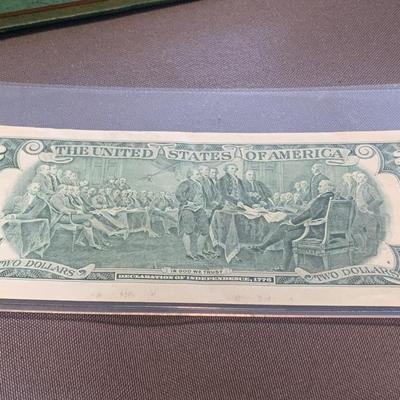 THE UNITED STATES OF AMERICA
TWO DOLLARS
IN GOD WE TRUST
TWO DOLLARS
DECLARATION OF INDEPENDENCE, 1776